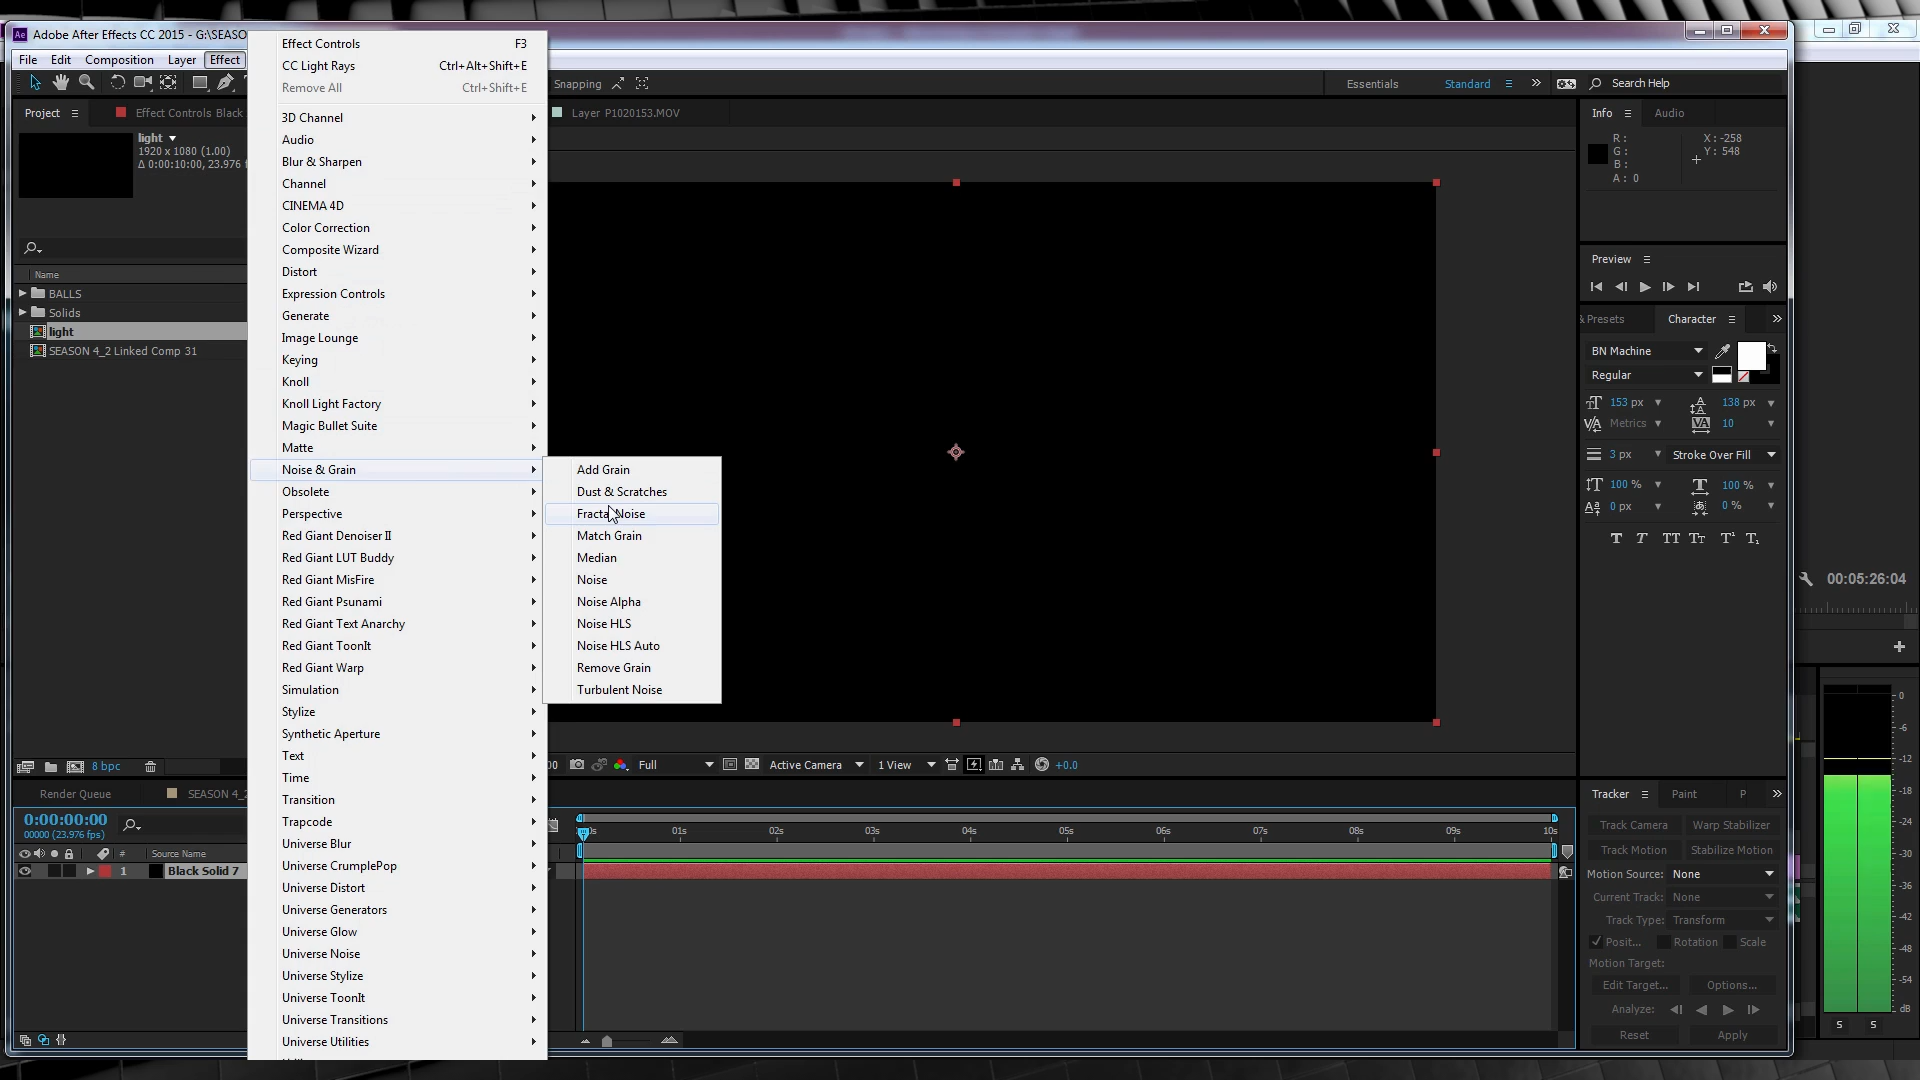 Adobe After Effects CC 2015 - G:\SEASO
File Edit Composition Layer Effect
Snapping
Essentials Standard Search Help
Project Effect Controls Black
Layer P1020153.MOV
light
1920 x 1080 (1.00)
Δ 0:00:10:00, 23.976 f
Name
BALLS
Solids
light
SEASON 4_2 Linked Comp 31
8 bpc
Effect Controls F3
CC Light Rays Ctrl+Alt+Shift+E
Remove All Ctrl+Shift+E
3D Channel
Audio
Blur & Sharpen
Channel
CINEMA 4D
Color Correction
Composite Wizard
Distort
Expression Controls
Generate
Image Lounge
Keying
Knoll
Knoll Light Factory
Magic Bullet Suite
Matte
Noise & Grain
Obsolete
Perspective
Red Giant Denoiser II
Red Giant LUT Buddy
Red Giant MisFire
Red Giant Psunami
Red Giant Text Anarchy
Red Giant ToonIt
Red Giant Warp
Simulation
Stylize
Synthetic Aperture
Text
Time
Transition
Trapcode
Universe Blur
Universe CrumplePop
Universe Distort
Universe Generators
Universe Glow
Universe Noise
Universe Stylize
Universe ToonIt
Universe Transitions
Universe Utilities
Add Grain
Dust & Scratches
Fractal Noise
Match Grain
Median
Noise
Noise Alpha
Noise HLS
Noise HLS Auto
Remove Grain
Turbulent Noise
00 Full Active Camera 1 View +0.0
Info Audio
R : X : -258
G : Y : 548
B :
A : 0
Preview
& Presets Character
BN Machine
Regular
153 px 138 px
Metrics 10
3 px Stroke Over Fill
100 % 100 %
0 px 0 %
T T TT Tт T¹ T₁
Tracker Paint P
Track Camera Warp Stabilizer
Track Motion Stabilize Motion
Motion Source: None
Current Track: None
Track Type: Transform
Posit... Rotation Scale
Motion Target:
Edit Target... Options...
Analyze:
Reset Apply
Render Queue SEASON 4_2
0:00:00:00
00000 (23.976 fps)
# Source Name
1 Black Solid 7
0s 01s 02s 03s 04s 05s 06s 07s 08s 09s 10s
00:05:26:04
0
-6
-12
-18
-24
-30
-36
-42
-48
-54
dB
S S